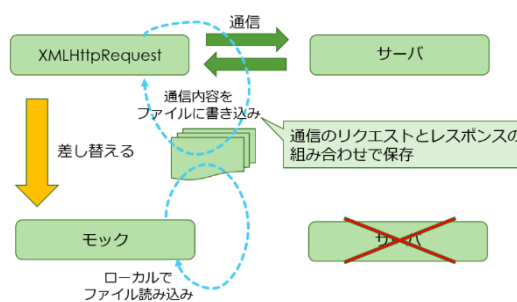 通信
XMLHttpRequest
サーバ
通信内容を
ファイルに書き込み
通信のリクエストとレスポンスの
組み合わせで保存
差し替える
モック
サーバ
ローカルで
ファイル読み込み